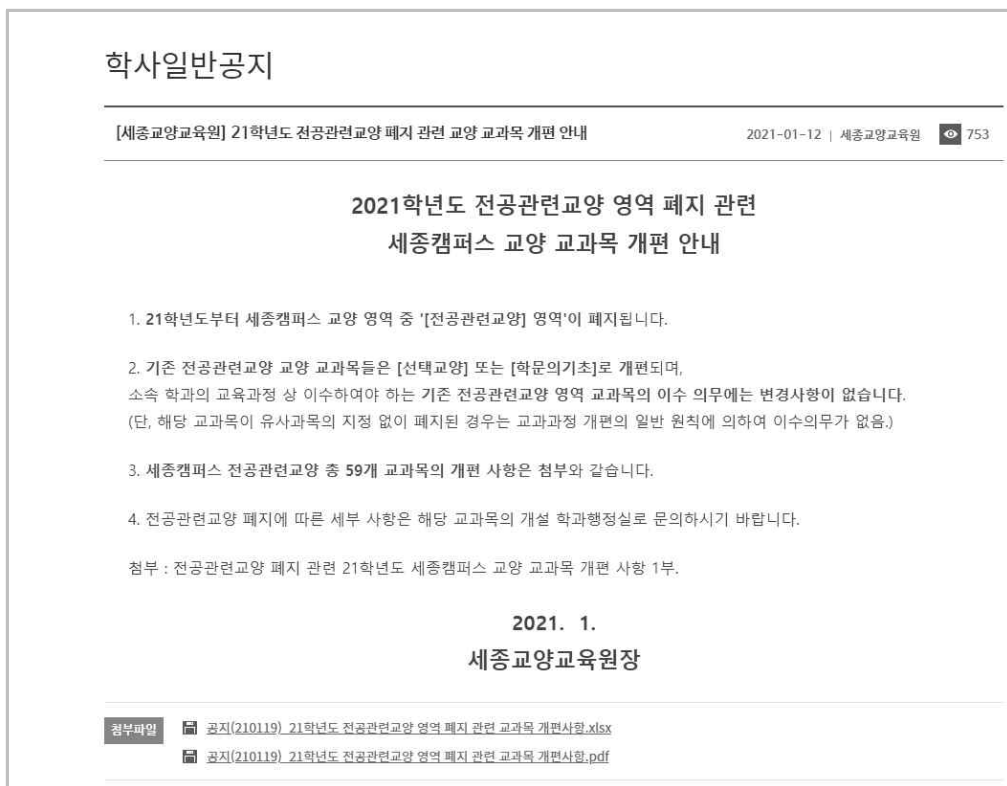 학사일반공지
[세종교양교육원] 21학년도 전공관련교양 폐지 관련 교양 교과목 개편 안내
2021-01-12 | 세종교양교육원 753
2021학년도 전공관련교양 영역 폐지 관련
세종캠퍼스 교양 교과목 개편 안내
1. 21학년도부터 세종캠퍼스 교양 영역 중 '[전공관련교양] 영역'이 폐지됩니다.
2. 기존 전공관련교양 교양 교과목들은 [선택교양] 또는 [학문의기초]로 개편되며,
소속 학과의 교육과정 상 이수하여야 하는 기존 전공관련교양 영역 교과목의 이수 의무에는 변경사항이 없습니다.
(단, 해당 교과목이 유사과목의 지정 없이 폐지된 경우는 교과과정 개편의 일반 원칙에 의하여 이수의무가 없음.)
3. 세종캠퍼스 전공관련교양 총 59개 교과목의 개편 사항은 첨부와 같습니다.
4. 전공관련교양 폐지에 따른 세부 사항은 해당 교과목의 개설 학과행정실로 문의하시기 바랍니다.
첨부 : 전공관련교양 폐지 관련 21학년도 세종캠퍼스 교양 교과목 개편 사항 1부.
2021. 1.
세종교양교육원장
첨부파일 공지(210119)_21학년도 전공관련교양 영역 폐지 관련 교과목 개편사항.xlsx
공지(210119)_21학년도 전공관련교양 영역 폐지 관련 교과목 개편사항.pdf